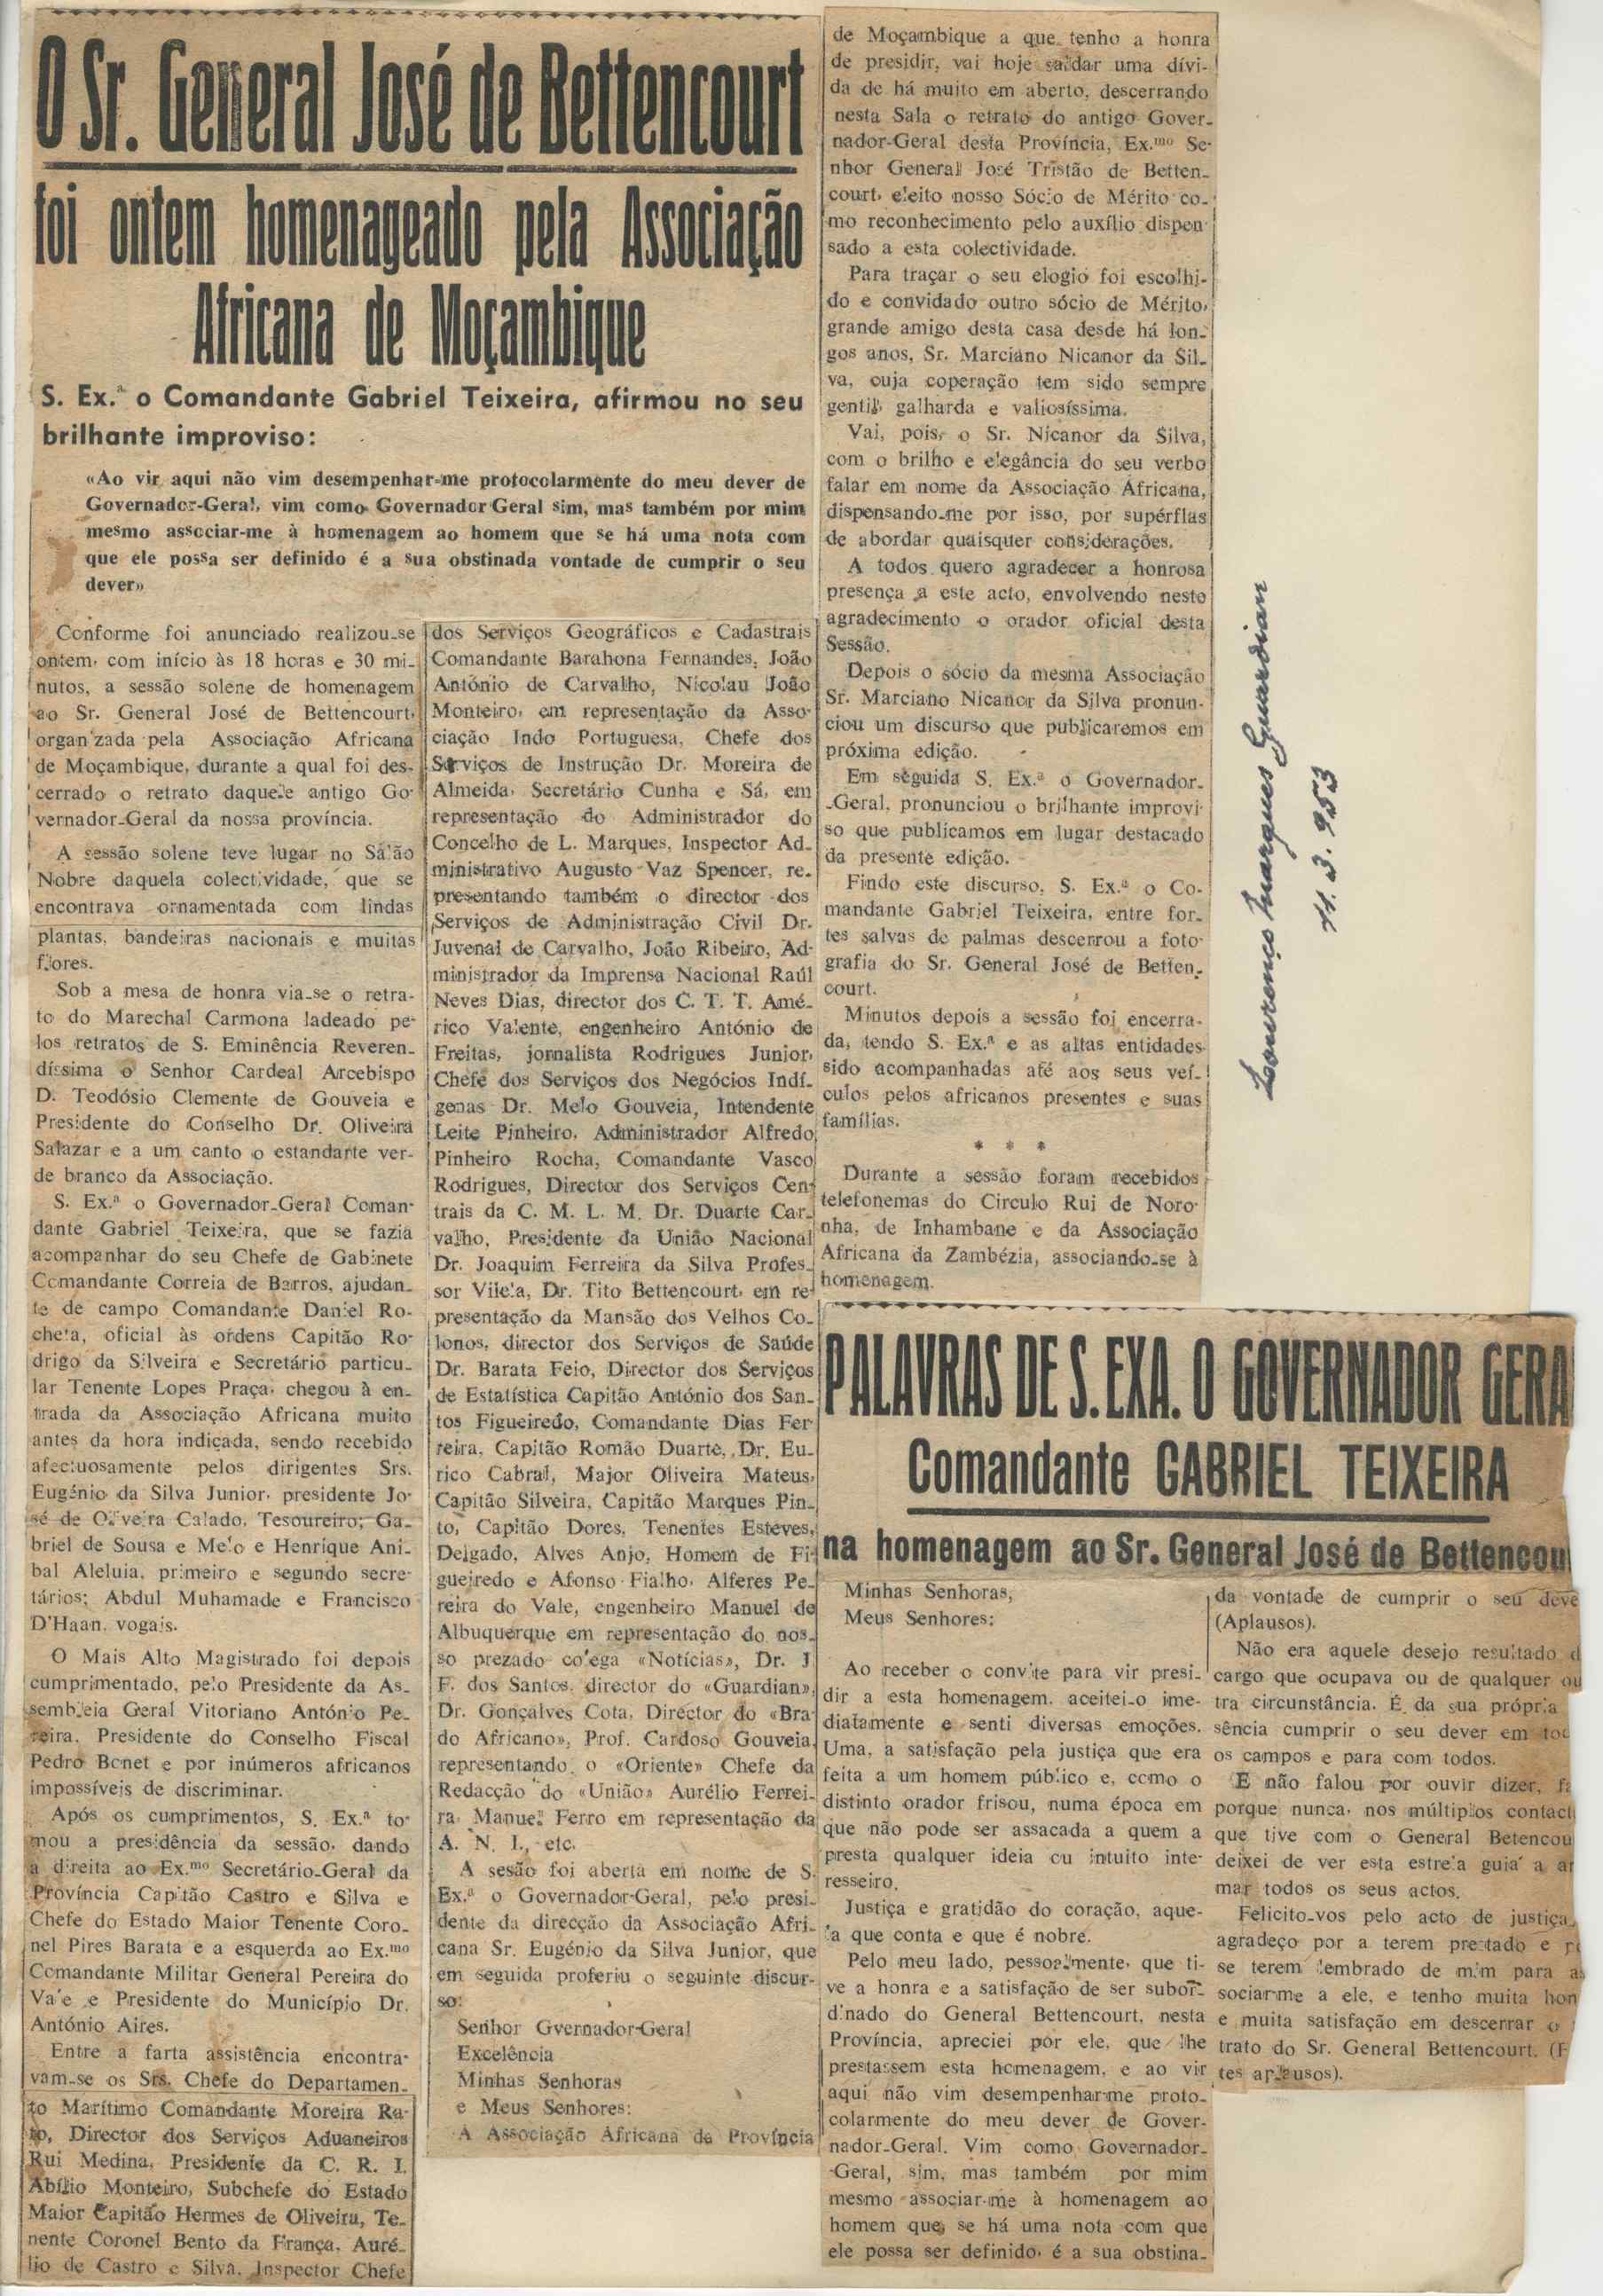 O Sr. General José de Bettencourt
foi ontem homenageado pela Associação
Africana de Moçambique
S. Ex.ª o Comandante Gabriel Teixeira, afirmou no seu
brilhante improviso:
«Ao vir aqui não vim desempenhar-me protocolarmente do meu dever de
Governador-Geral, vim como Governador Geral sim, mas também por mim
mesmo associar-me à homenagem ao homem que se há uma nota com
que ele possa ser definido é a sua obstinada vontade de cumprir o seu
dever»
Conforme foi anunciado realizou-se
ontem, com início às 18 horas e 30 mi-
nutos, a sessão solene de homenagem
ao Sr. General José de Bettencourt,
organizada pela Associação Africana
de Moçambique, durante a qual foi des-
cerrado o retrato daquele antigo Go-
vernador-Geral da nossa província.
A sessão solene teve lugar no Salão
Nobre daquela colectividade, que se
encontrava ornamentada com lindas
plantas, bandeiras nacionais e muitas
flores.
Sob a mesa de honra via-se o retra-
to do Marechal Carmona ladeado pe-
los retratos de S. Eminência Reveren-
díssima o Senhor Cardeal Arcebispo
D. Teodósio Clemente de Gouveia e
Presidente do Conselho Dr. Oliveira
Salazar e a um canto o estandarte ver-
de branco da Associação.
S. Ex.ª o Governador-Geral Coman-
dante Gabriel Teixeira, que se fazia
acompanhar do seu Chefe de Gabinete
Comandante Correia de Barros, ajudan-
te de campo Comandante Daniel Ro-
cheta, oficial às ordens Capitão Ro-
drigo da Silveira e Secretário particu-
lar Tenente Lopes Praça, chegou à en-
trada da Associação Africana muito
antes da hora indicada, sendo recebido
afectuosamente pelos dirigentes Srs.
Eugénio da Silva Junior, presidente Jo-
sé de Oliveira Calado, Tesoureiro; Ga-
briel de Sousa e Melo e Henrique Aní-
bal Aleluia, primeiro e segundo secre-
tários; Abdul Muhamade e Francisco
D'Haan, vogais.
O Mais Alto Magistrado foi depois
cumprimentado, pelo Presidente da As-
sembleia Geral Vitoriano António Pe-
reira, Presidente do Conselho Fiscal
Pedro Bonet e por inúmeros africanos
impossíveis de discriminar.
Após os cumprimentos, S. Ex.ª to-
mou a presidência da sessão, dando
a direita ao Ex.mo Secretário-Geral da
Província Capitão Castro e Silva e
Chefe do Estado Maior Tenente Coro-
nel Pires Barata e a esquerda ao Ex.mo
Comandante Militar General Pereira do
Vale e Presidente do Município Dr.
António Aires.
Entre a farta assistência encontra-
vam-se os Srs. Chefe do Departamen-
to Marítimo Comandante Moreira Ra-
to, Director dos Serviços Aduaneiros
Rui Medina, Presidente da C. R. I.
Abílio Monteiro, Subchefe do Estado
Maior Capitão Hermes de Oliveira, Te-
nente Coronel Bento da França, Auré-
lio de Castro e Silva, Inspector Chefe
dos Serviços Geográficos e Cadastrais
Comandante Barahona Fernandes, João
António de Carvalho, Nicolau João
Monteiro, em representação da Asso-
ciação Indo Portuguesa, Chefe dos
Serviços de Instrução Dr. Moreira de
Almeida, Secretário Cunha e Sá, em
representação do Administrador do
Concelho de L. Marques, Inspector Ad-
ministrativo Augusto Vaz Spencer, re-
presentando também o director dos
Serviços de Administração Civil Dr.
Juvenal de Carvalho, João Ribeiro, Ad-
ministrador da Imprensa Nacional Raúl
Neves Dias, director dos C. T. T. Amé-
rico Valente, engenheiro António de
Freitas, jornalista Rodrigues Junior,
Chefe dos Serviços dos Negócios Indí-
genas Dr. Melo Gouveia, Intendente
Leite Pinheiro, Administrador Alfredo
Pinheiro Rocha, Comandante Vasco
Rodrigues, Director dos Serviços Cen-
trais da C. M. L. M. Dr. Duarte Car-
valho, Presidente da União Nacional
Dr. Joaquim Ferreira da Silva Profes-
sor Vilela, Dr. Tito Bettencourt, em re-
presentação da Mansão dos Velhos Co-
lonos, director dos Serviços de Saúde
Dr. Barata Feio, Director dos Serviços
de Estatística Capitão António dos San-
tos Figueiredo, Comandante Dias Fer-
reira, Capitão Romão Duarte, Dr. Eu-
rico Cabral, Major Oliveira Mateus,
Capitão Silveira, Capitão Marques Pin-
to, Capitão Dores, Tenentes Esteves,
Delgado, Alves Anjo, Homem de Fi-
gueiredo e Afonso Fialho, Alferes Pe-
reira do Vale, engenheiro Manuel de
Albuquerque em representação do nos-
so prezado colega «Notícias», Dr. J.
F. dos Santos, director do «Guardian»,
Dr. Gonçalves Cota, Director do «Bra-
do Africano», Prof. Cardoso Gouveia,
representando o «Oriente» Chefe da
Redacção do «União» Aurélio Ferrei-
ra, Manuel Ferro em representação da
A. N. I., etc.
A sesão foi aberta em nome de S.
Ex.ª o Governador-Geral, pelo presi-
dente da direcção da Associação Afri-
cana Sr. Eugénio da Silva Junior, que
em seguida proferiu o seguinte discur-
so:
Senhor Gvernador-Geral
Excelência
Minhas Senhoras
e Meus Senhores:
A Associação Africana da Província
de Moçambique a que tenho a honra
de presidir, vai hoje saldar uma dívi-
da de há muito em aberto, descerrando
nesta Sala o retrato do antigo Gover-
nador-Geral desta Província, Ex.mo Se-
nhor General José Tristão de Betten-
court, eleito nosso Sócio de Mérito co-
mo reconhecimento pelo auxílio dispen-
sado a esta colectividade.
Para traçar o seu elogio foi escolhi-
do e convidado outro sócio de Mérito,
grande amigo desta casa desde há lon-
gos anos, Sr. Marciano Nicanor da Sil-
va, cuja coperação tem sido sempre
gentil, galharda e valiosíssima.
Vai, pois, o Sr. Nicanor da Silva,
com o brilho e elegância do seu verbo
falar em nome da Associação Africana,
dispensando-me por isso, por supérflas
de abordar quaisquer considerações.
A todos quero agradecer a honrosa
presença a este acto, envolvendo neste
agradecimento o orador oficial desta
Sessão.
Depois o sócio da mesma Associação
Sr. Marciano Nicanor da Silva pronun-
ciou um discurso que publicaremos em
próxima edição.
Em seguida S. Ex.ª o Governador-
-Geral, pronunciou o brilhante improvi-
so que publicamos em lugar destacado
da presente edição.
Findo este discurso, S. Ex.ª o Co-
mandante Gabriel Teixeira, entre for-
tes salvas de palmas descerrou a foto-
grafia do Sr. General José de Betten-
court.
Minutos depois a sessão foi encerra-
da, tendo S. Ex.ª e as altas entidades
sido acompanhadas até aos seus veí-
culos pelos africanos presentes e suas
famílias.
* * *
Durante a sessão foram recebidos
telefonemas do Circulo Rui de Noro-
nha, de Inhambane e da Associação
Africana da Zambézia, associando-se à
homenagem.
Lourenço Marques Guardian
11.3.953
PALAVRAS DE S. EXA. O GOVERNADOR GERA
Comandante GABRIEL TEIXEIRA
na homenagem ao Sr. General José de Bettencou
Minhas Senhoras,
Meus Senhores:
Ao receber o convite para vir presi-
dir a esta homenagem, aceitei-o ime-
diatamente e senti diversas emoções.
Uma, a satisfação pela justiça que era
feita a um homem público e, como o
distinto orador frisou, numa época em
que não pode ser assacada a quem a
presta qualquer ideia ou intuito inte-
resseiro.
Justiça e gratidão do coração, aque-
la que conta e que é nobre.
Pelo meu lado, pessoalmente, que ti-
ve a honra e a satisfação de ser subor-
dinado do General Bettencourt, nesta
Província, apreciei por ele, que lhe
prestassem esta homenagem, e ao vir
aqui não vim desempenhar-me proto-
colarmente do meu dever de Gover-
nador-Geral. Vim como Governador-
-Geral, sim, mas também por mim
mesmo associar-me à homenagem ao
homem que, se há uma nota com que
ele possa ser definido, é a sua obstina-
da vontade de cumprir o seu deve
(Aplausos).
Não era aquele desejo resultado d
cargo que ocupava ou de qualquer ou
tra circunstância. É da sua própria
sência cumprir o seu dever em toc
os campos e para com todos.
E não falou por ouvir dizer, fa
porque nunca, nos múltiplos contact
que tive com o General Betencou
deixei de ver esta estrela guia a ar
mar todos os seus actos.
Felicito-vos pelo acto de justiça,
agradeço por a terem prestado e p
se terem lembrado de mim para as
sociar-me a ele, e tenho muita hon
e muita satisfação em descerrar o
trato do Sr. General Bettencourt. (F
tes aplausos).